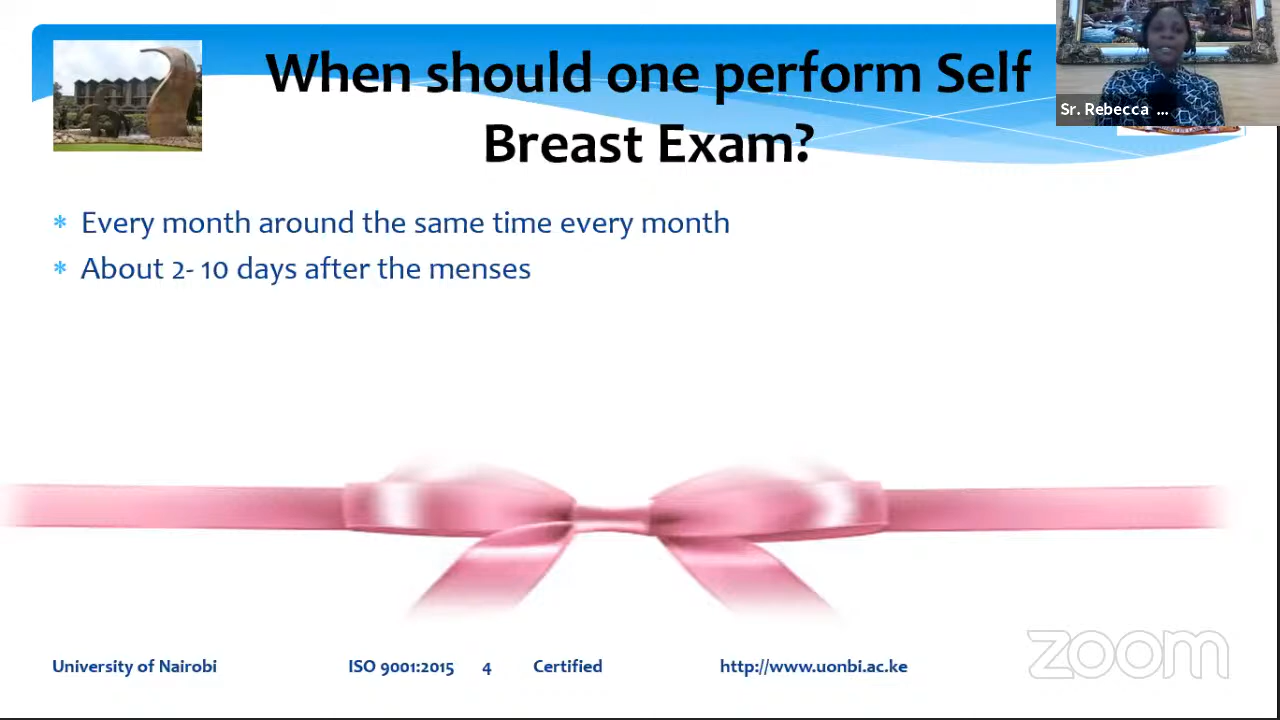 When should one perform Self
Breast Exam?
Sr. Rebecca ...
* Every month around the same time every month
* About 2- 10 days after the menses
University of Nairobi ISO 9001:2015 4 Certified http://www.uonbi.ac.ke
zoom